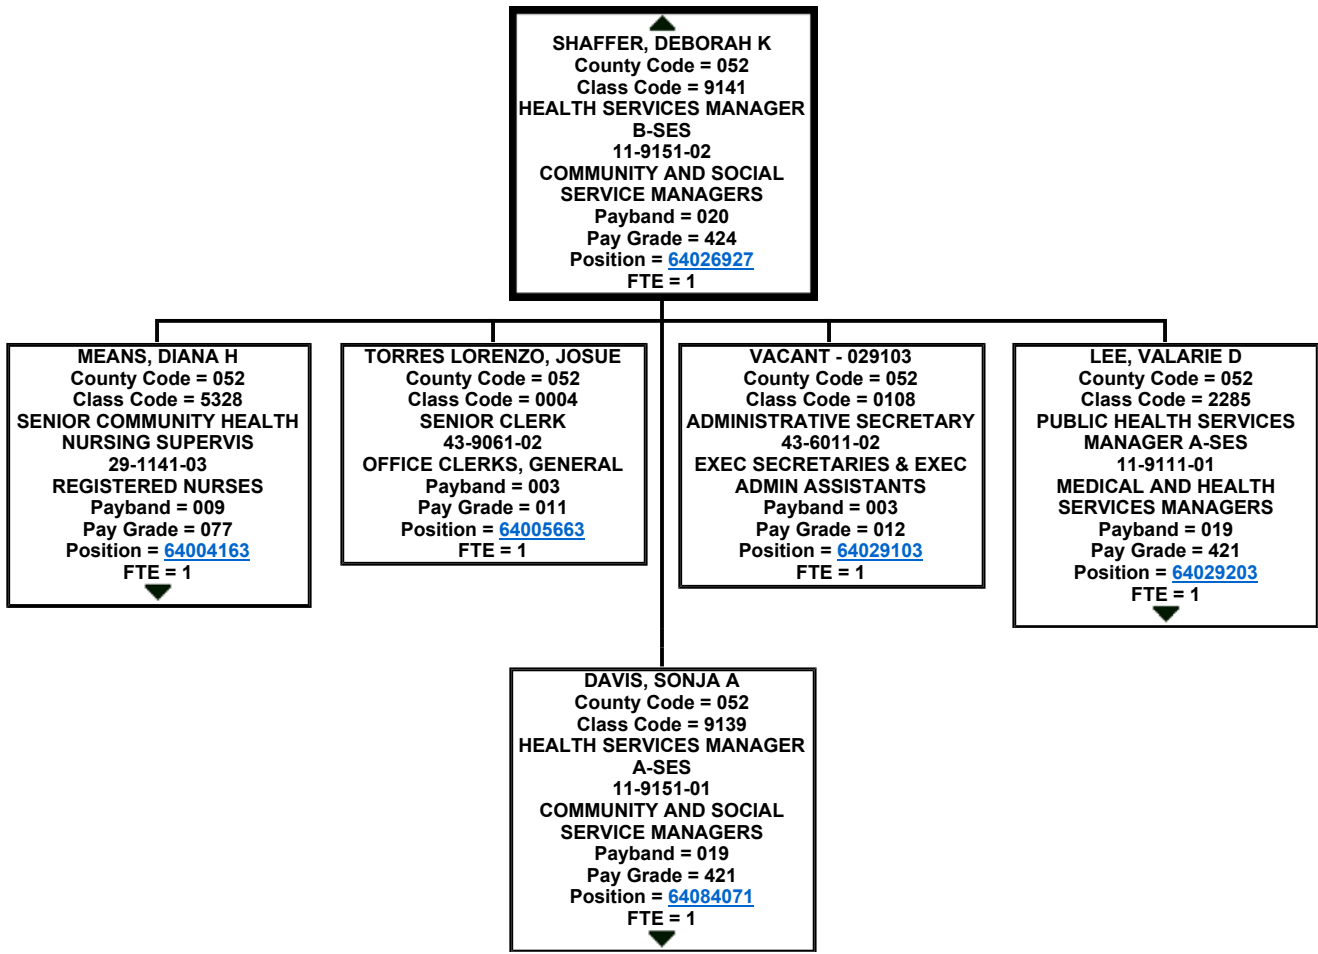 SHAFFER, DEBORAH K
County Code = 052
Class Code = 9141
HEALTH SERVICES MANAGER
B-SES
11-9151-02
COMMUNITY AND SOCIAL
SERVICE MANAGERS
Payband = 020
Pay Grade = 424
Position = 64026927
FTE = 1
MEANS, DIANA H
County Code = 052
Class Code = 5328
SENIOR COMMUNITY HEALTH
NURSING SUPERVIS
29-1141-03
REGISTERED NURSES
Payband = 009
Pay Grade = 077
Position = 64004163
FTE = 1
TORRES LORENZO, JOSUE
County Code = 052
Class Code = 0004
SENIOR CLERK
43-9061-02
OFFICE CLERKS, GENERAL
Payband = 003
Pay Grade = 011
Position = 64005663
FTE = 1
VACANT - 029103
County Code = 052
Class Code = 0108
ADMINISTRATIVE SECRETARY
43-6011-02
EXEC SECRETARIES & EXEC
ADMIN ASSISTANTS
Payband = 003
Pay Grade = 012
Position = 64029103
FTE = 1
LEE, VALARIE D
County Code = 052
Class Code = 2285
PUBLIC HEALTH SERVICES
MANAGER A-SES
11-9111-01
MEDICAL AND HEALTH
SERVICES MANAGERS
Payband = 019
Pay Grade = 421
Position = 64029203
FTE = 1
DAVIS, SONJA A
County Code = 052
Class Code = 9139
HEALTH SERVICES MANAGER
A-SES
11-9151-01
COMMUNITY AND SOCIAL
SERVICE MANAGERS
Payband = 019
Pay Grade = 421
Position = 64084071
FTE = 1